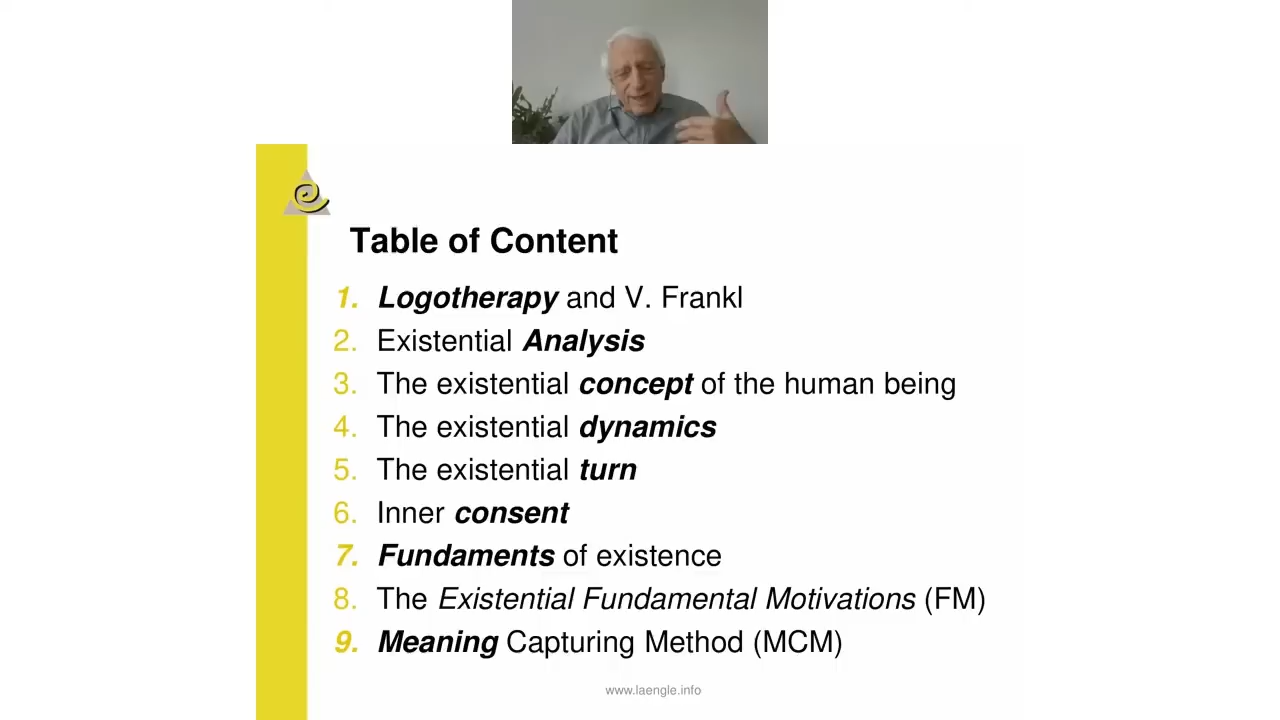 Table of Content
1. Logotherapy and V. Frankl
2. Existential Analysis
3. The existential concept of the human being
4. The existential dynamics
5. The existential turn
6. Inner consent
7. Fundaments of existence
8. The Existential Fundamental Motivations (FM)
9. Meaning Capturing Method (MCM)
www.laengle.info